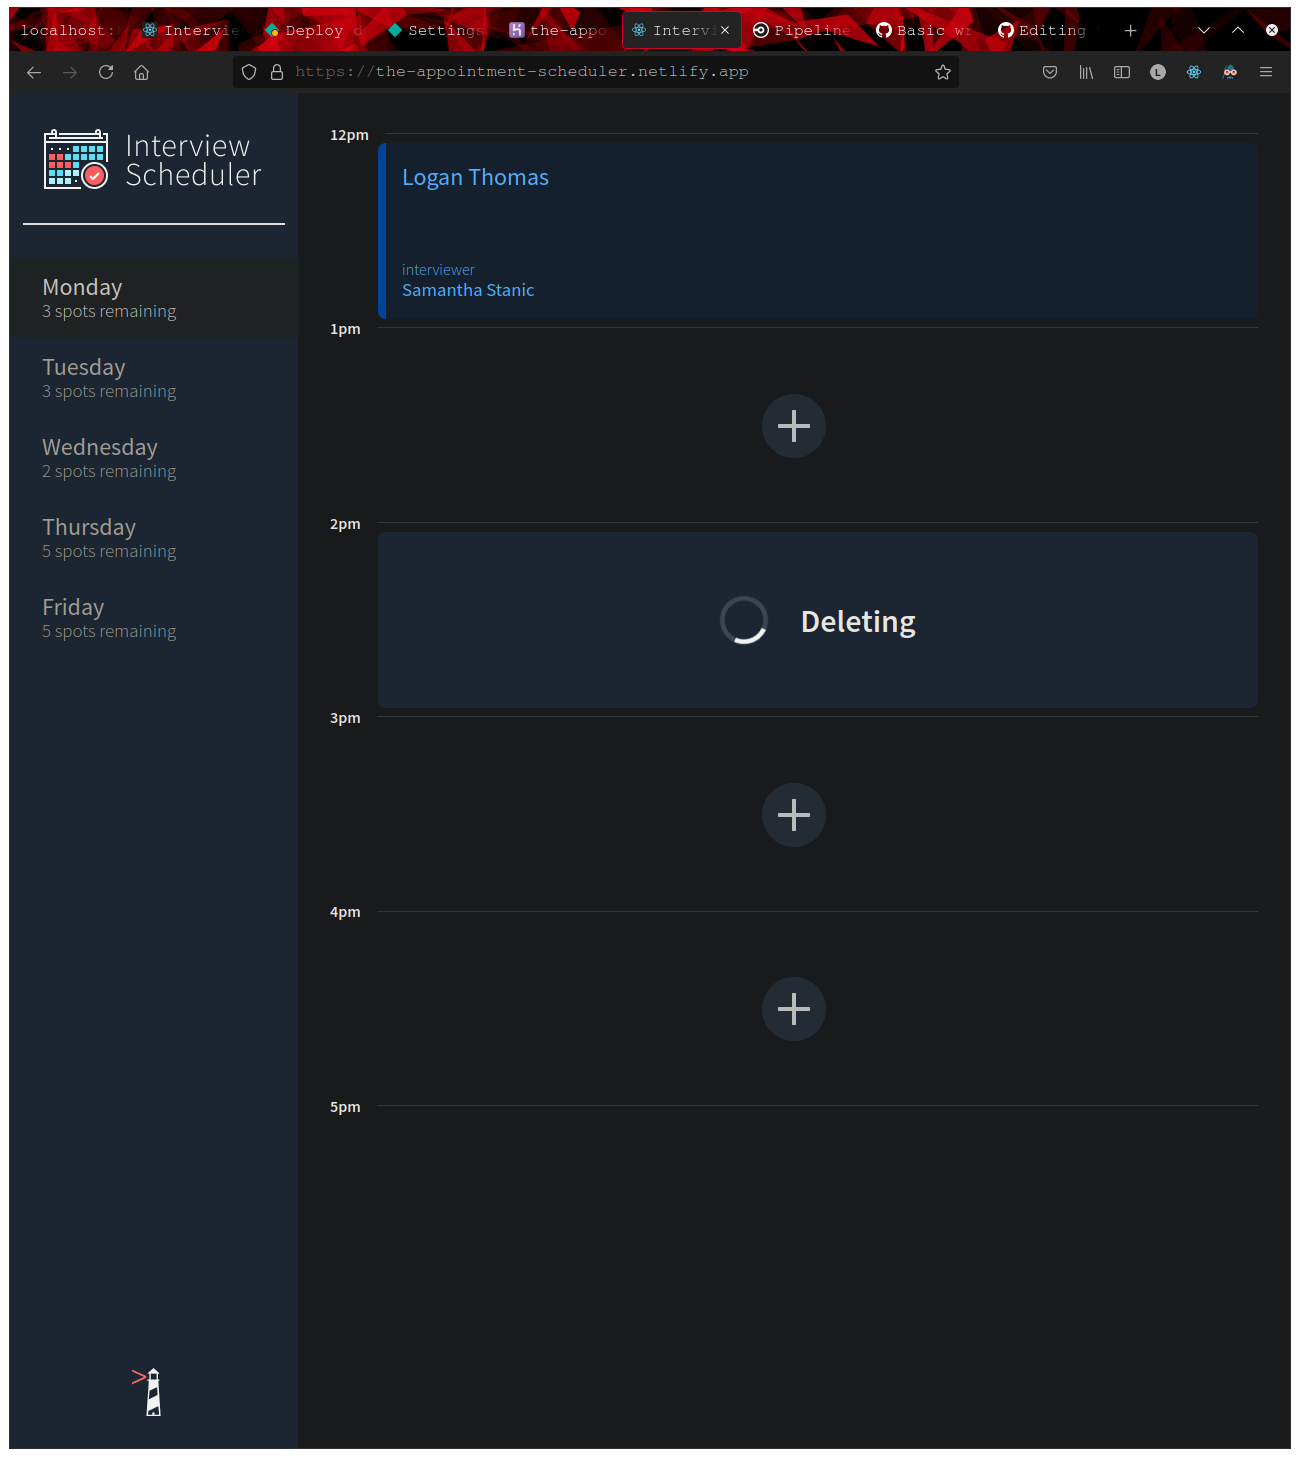 localhost:
Intervie
Deploy d
Settings
the-appo
Interv
Pipeline
Basic wr
Editing
https://the-appointment-scheduler.netlify.app
L
Interview
Scheduler
Monday
3 spots remaining
Tuesday
3 spots remaining
Wednesday
2 spots remaining
Thursday
5 spots remaining
Friday
5 spots remaining
12pm
Logan Thomas
interviewer
Samantha Stanic
1pm
2pm
Deleting
3pm
4pm
5pm